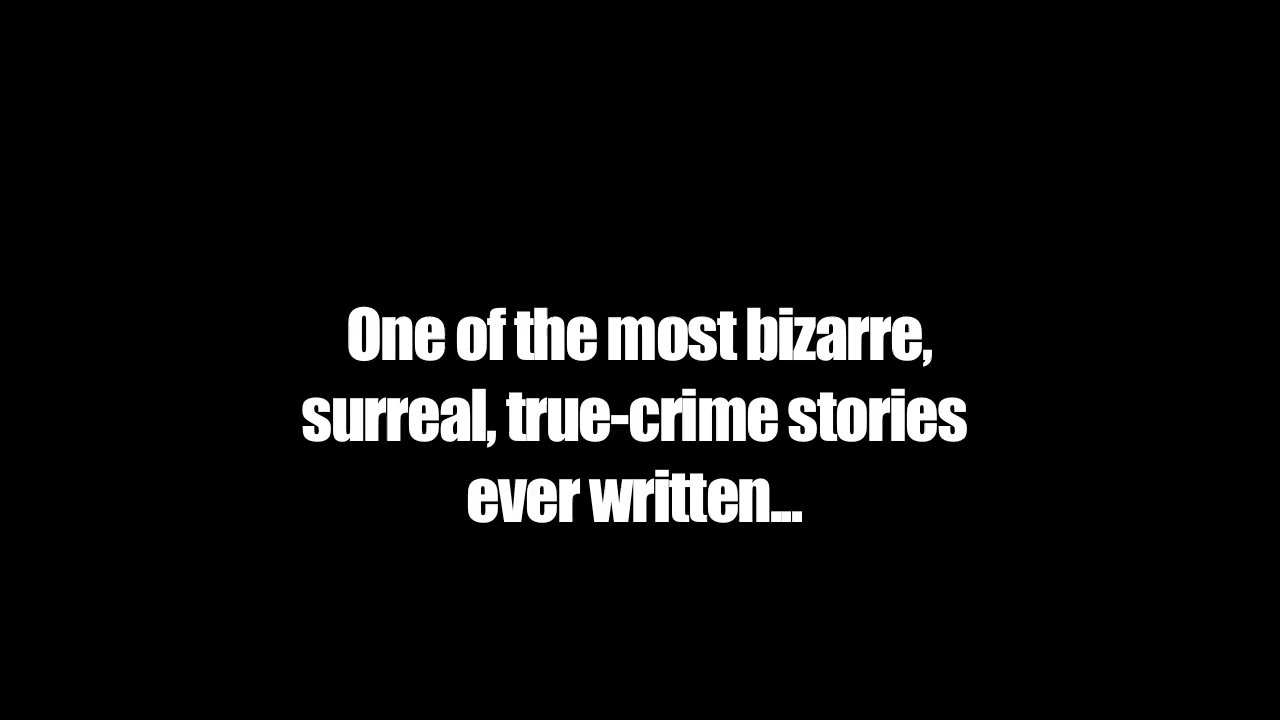 One of the most bizarre,
surreal, true-crime stories
ever written...